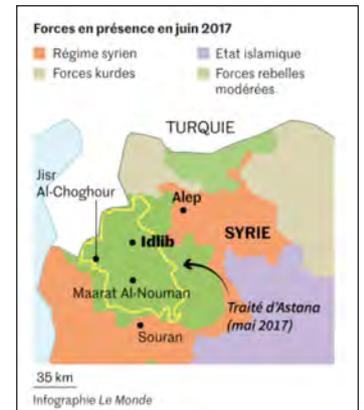 Forces en présence en juin 2017
Régime syrien
Etat islamique
Forces kurdes
Forces rebelles
modérées
TURQUIE
Jisr
Al-Choghour
Alep
Idlib
SYRIE
Maarat Al-Nouman
Traité d'Astana
(mai 2017)
Souran
35 km
Infographie Le Monde